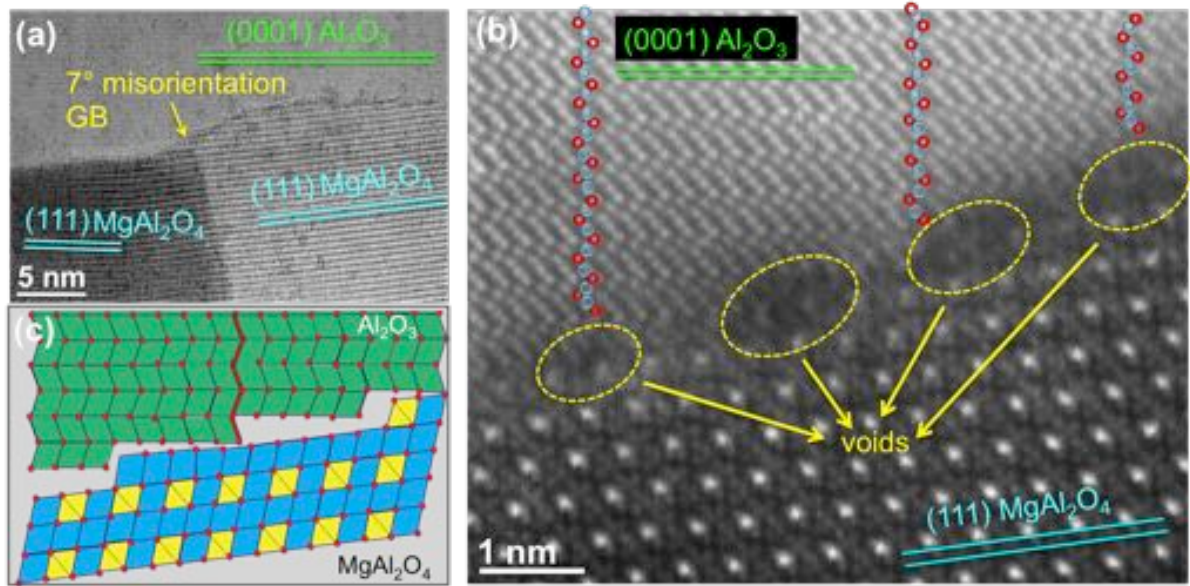 (a)
(0001) Al₂O₃
7° misorientation
GB
(111) MgAl₂O₄
(111) MgAl₂O₄
5 nm
(b)
(0001) Al₂O₃
voids
(111) MgAl₂O₄
1 nm
(c)
Al₂O₃
MgAl₂O₄